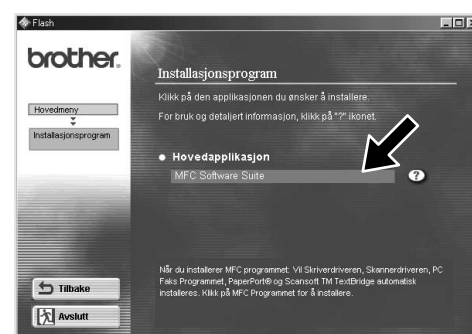 Flash
brother.
Installasjonsprogram
Klikk på den applikasjonen du ønsker å installere.
For bruk og detaljert informasjon, klikk på "?" ikonet.
Hovedmeny
Installasjonsprogram
Hovedapplikasjon
MFC Software Suite
?
Når du installerer MFC programmet: Vil Skriverdriveren, Skannerdriveren, PC
Faks Programmet, PaperPort® og Scansoft TM TextBridge automatisk
installeres. Klikk på MFC Programmet for å installere.
Tilbake
Avslutt